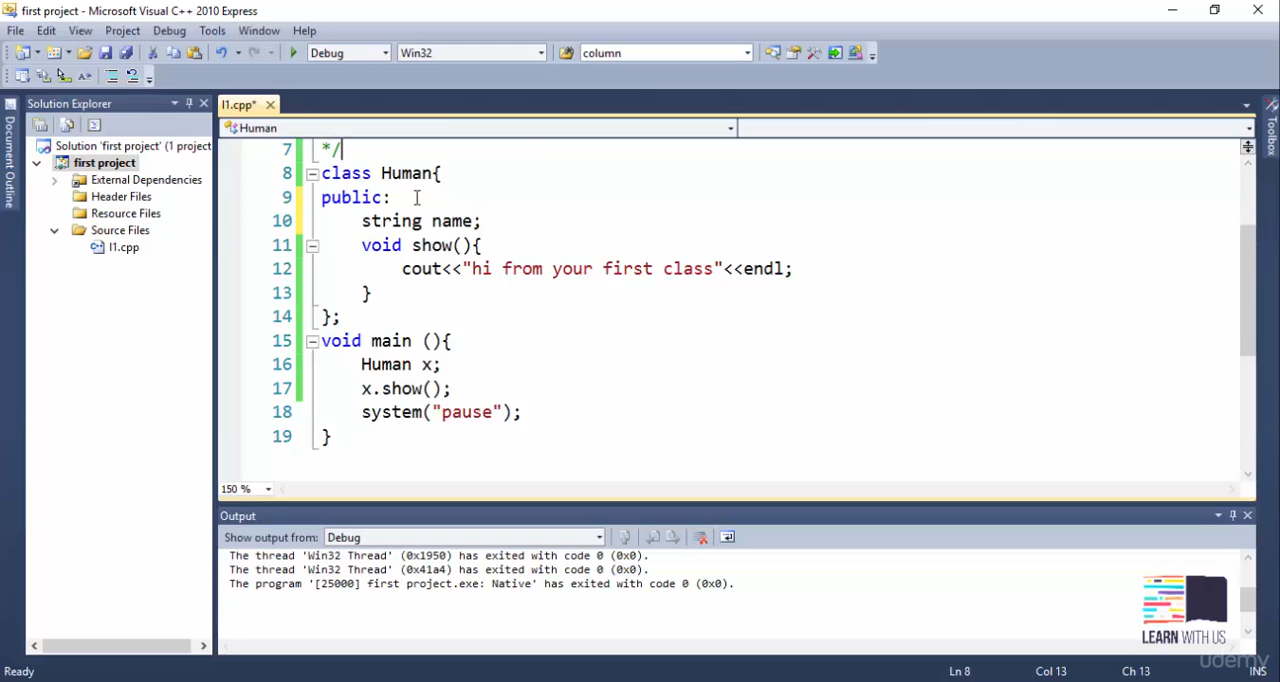 first project - Microsoft Visual C++ 2010 Express
File Edit View Project Debug Tools Window Help
Debug Win32 column
Solution Explorer
l1.cpp*
Human
Document Outline
Toolbox
Solution 'first project' (1 project
first project
External Dependencies
Header Files
Resource Files
Source Files
l1.cpp
7 */
8 class Human{
9 public:
10 string name;
11 void show(){
12 cout<<"hi from your first class"<<endl;
13 }
14 };
15 void main (){
16 Human x;
17 x.show();
18 system("pause");
19 }
150 %
Output
Show output from: Debug
The thread 'Win32 Thread' (0x1950) has exited with code 0 (0x0).
The thread 'Win32 Thread' (0x41a4) has exited with code 0 (0x0).
The program '[25000] first project.exe: Native' has exited with code 0 (0x0).
LEARN WITH US
udemy
Ready Ln 8 Col 13 Ch 13 INS